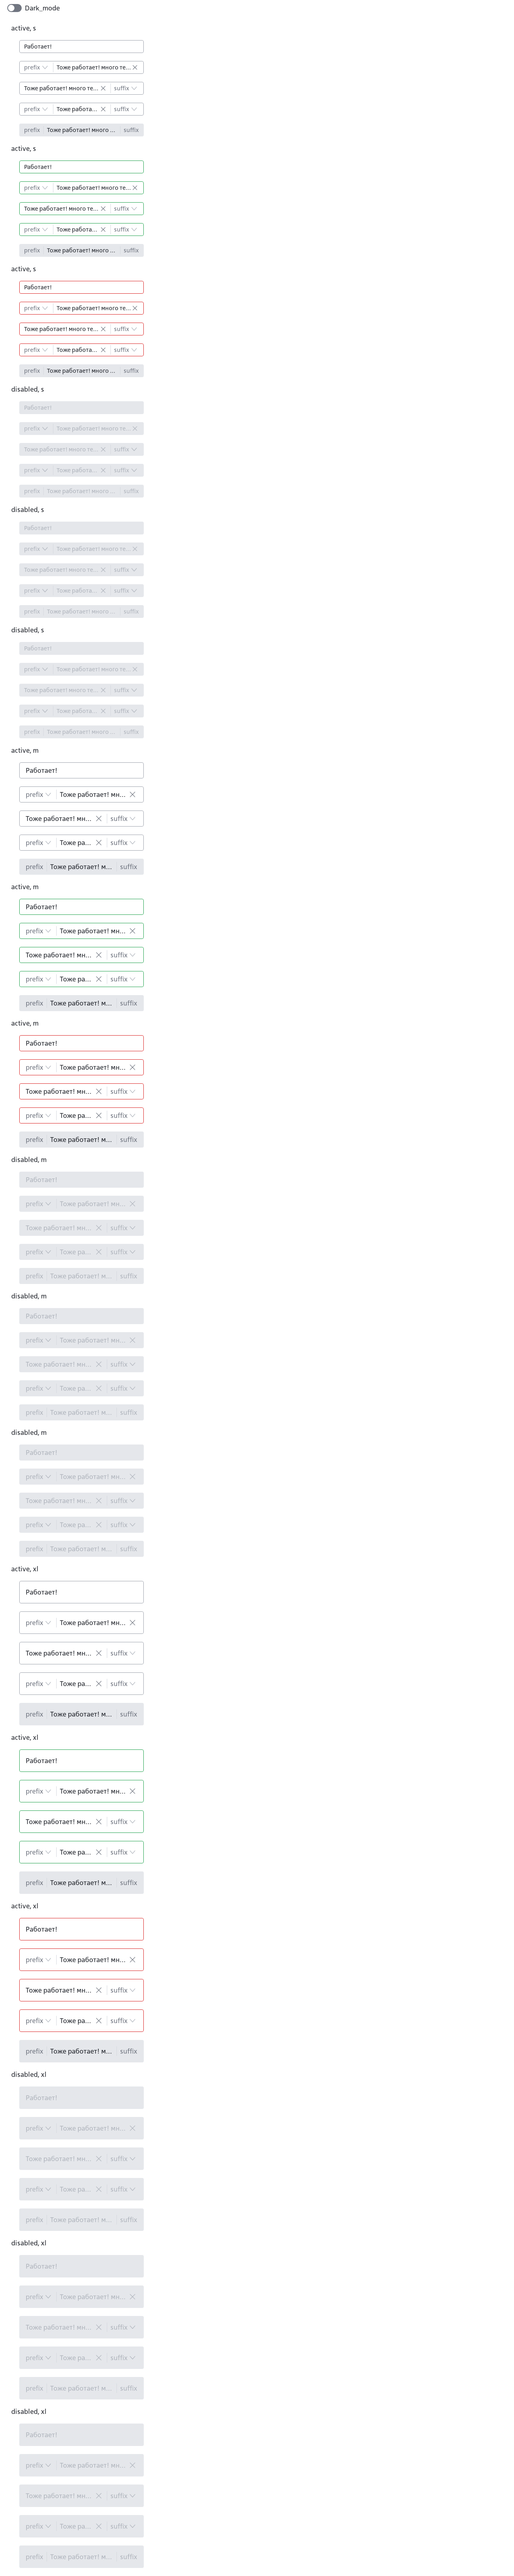 Dark_mode
active, s
Работает!
prefix Тоже работает! много те...
Тоже работает! много те... suffix
prefix Тоже работа... suffix
prefix Тоже работает! много ... suffix
active, s
Работает!
prefix Тоже работает! много те...
Тоже работает! много те... suffix
prefix Тоже работа... suffix
prefix Тоже работает! много ... suffix
active, s
Работает!
prefix Тоже работает! много те...
Тоже работает! много те... suffix
prefix Тоже работа... suffix
prefix Тоже работает! много ... suffix
disabled, s
Работает!
prefix Тоже работает! много те...
Тоже работает! много те... suffix
prefix Тоже работа... suffix
prefix Тоже работает! много ... suffix
disabled, s
Работает!
prefix Тоже работает! много те...
Тоже работает! много те... suffix
prefix Тоже работа... suffix
prefix Тоже работает! много ... suffix
disabled, s
Работает!
prefix Тоже работает! много те...
Тоже работает! много те... suffix
prefix Тоже работа... suffix
prefix Тоже работает! много ... suffix
active, m
Работает!
prefix Тоже работает! мн...
Тоже работает! мн... suffix
prefix Тоже ра... suffix
prefix Тоже работает! м... suffix
active, m
Работает!
prefix Тоже работает! мн...
Тоже работает! мн... suffix
prefix Тоже ра... suffix
prefix Тоже работает! м... suffix
active, m
Работает!
prefix Тоже работает! мн...
Тоже работает! мн... suffix
prefix Тоже ра... suffix
prefix Тоже работает! м... suffix
disabled, m
Работает!
prefix Тоже работает! мн...
Тоже работает! мн... suffix
prefix Тоже ра... suffix
prefix Тоже работает! м... suffix
disabled, m
Работает!
prefix Тоже работает! мн...
Тоже работает! мн... suffix
prefix Тоже ра... suffix
prefix Тоже работает! м... suffix
disabled, m
Работает!
prefix Тоже работает! мн...
Тоже работает! мн... suffix
prefix Тоже ра... suffix
prefix Тоже работает! м... suffix
active, xl
Работает!
prefix Тоже работает! мн...
Тоже работает! мн... suffix
prefix Тоже ра... suffix
prefix Тоже работает! м... suffix
active, xl
Работает!
prefix Тоже работает! мн...
Тоже работает! мн... suffix
prefix Тоже ра... suffix
prefix Тоже работает! м... suffix
active, xl
Работает!
prefix Тоже работает! мн...
Тоже работает! мн... suffix
prefix Тоже ра... suffix
prefix Тоже работает! м... suffix
disabled, xl
Работает!
prefix Тоже работает! мн...
Тоже работает! мн... suffix
prefix Тоже ра... suffix
prefix Тоже работает! м... suffix
disabled, xl
Работает!
prefix Тоже работает! мн...
Тоже работает! мн... suffix
prefix Тоже ра... suffix
prefix Тоже работает! м... suffix
disabled, xl
Работает!
prefix Тоже работает! мн...
Тоже работает! мн... suffix
prefix Тоже ра... suffix
prefix Тоже работает! м... suffix